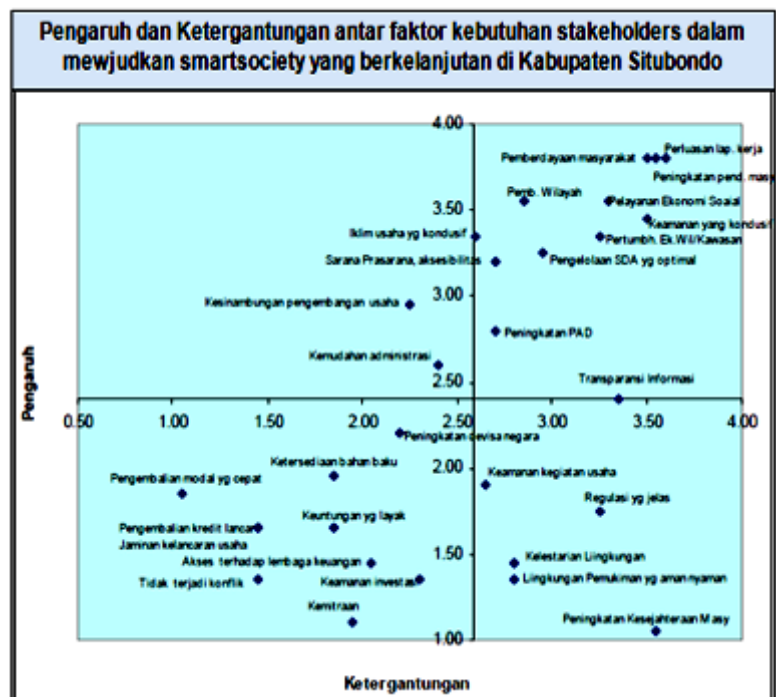 Pengaruh dan Ketergantungan antar faktor kebutuhan stakeholders dalam
mewjudkan smartsociety yang berkelanjutan di Kabupaten Situbondo
4.00
Perluasan lap. kerja
Pemberdayaan masyarakat
Peningkatan pend. masy
Pemb. Wilayah
Pelayanan Ekonomi Sosial
3.50
Keamanan yang kondusif
Iklim usaha yg kondusif
Pertumbh. Ek.Wil/Kawasan
Sarana Prasarana, aksesibilitas
Pengelolaan SDA yg optimal
3.00
Kesinambungan pengembangan usaha
Peningkatan PAD
Kemudahan administrasi
2.50
Transparansi Informasi
Pengaruh
0.50 1.00 1.50 2.00 2.50 3.00 3.50 4.00
Peningkatan devisa negara
Ketersediaan bahan baku
2.00
Keamanan kegiatan usaha
Pengembalian modal yg cepat
Regulasi yg jelas
Keuntungan yg layak
Pengembalian kredit lancar
Jaminan kelancaran usaha
1.50
Kelestarian Liingkungan
Akses terhadap lembaga keuangan
Tidak terjadi konflik
Keamanan investasi
Liingkungan Pemukiman yg aman nyaman
Kemitraan
Peningkatan Kesejahteraan Masy
1.00
Ketergantungan